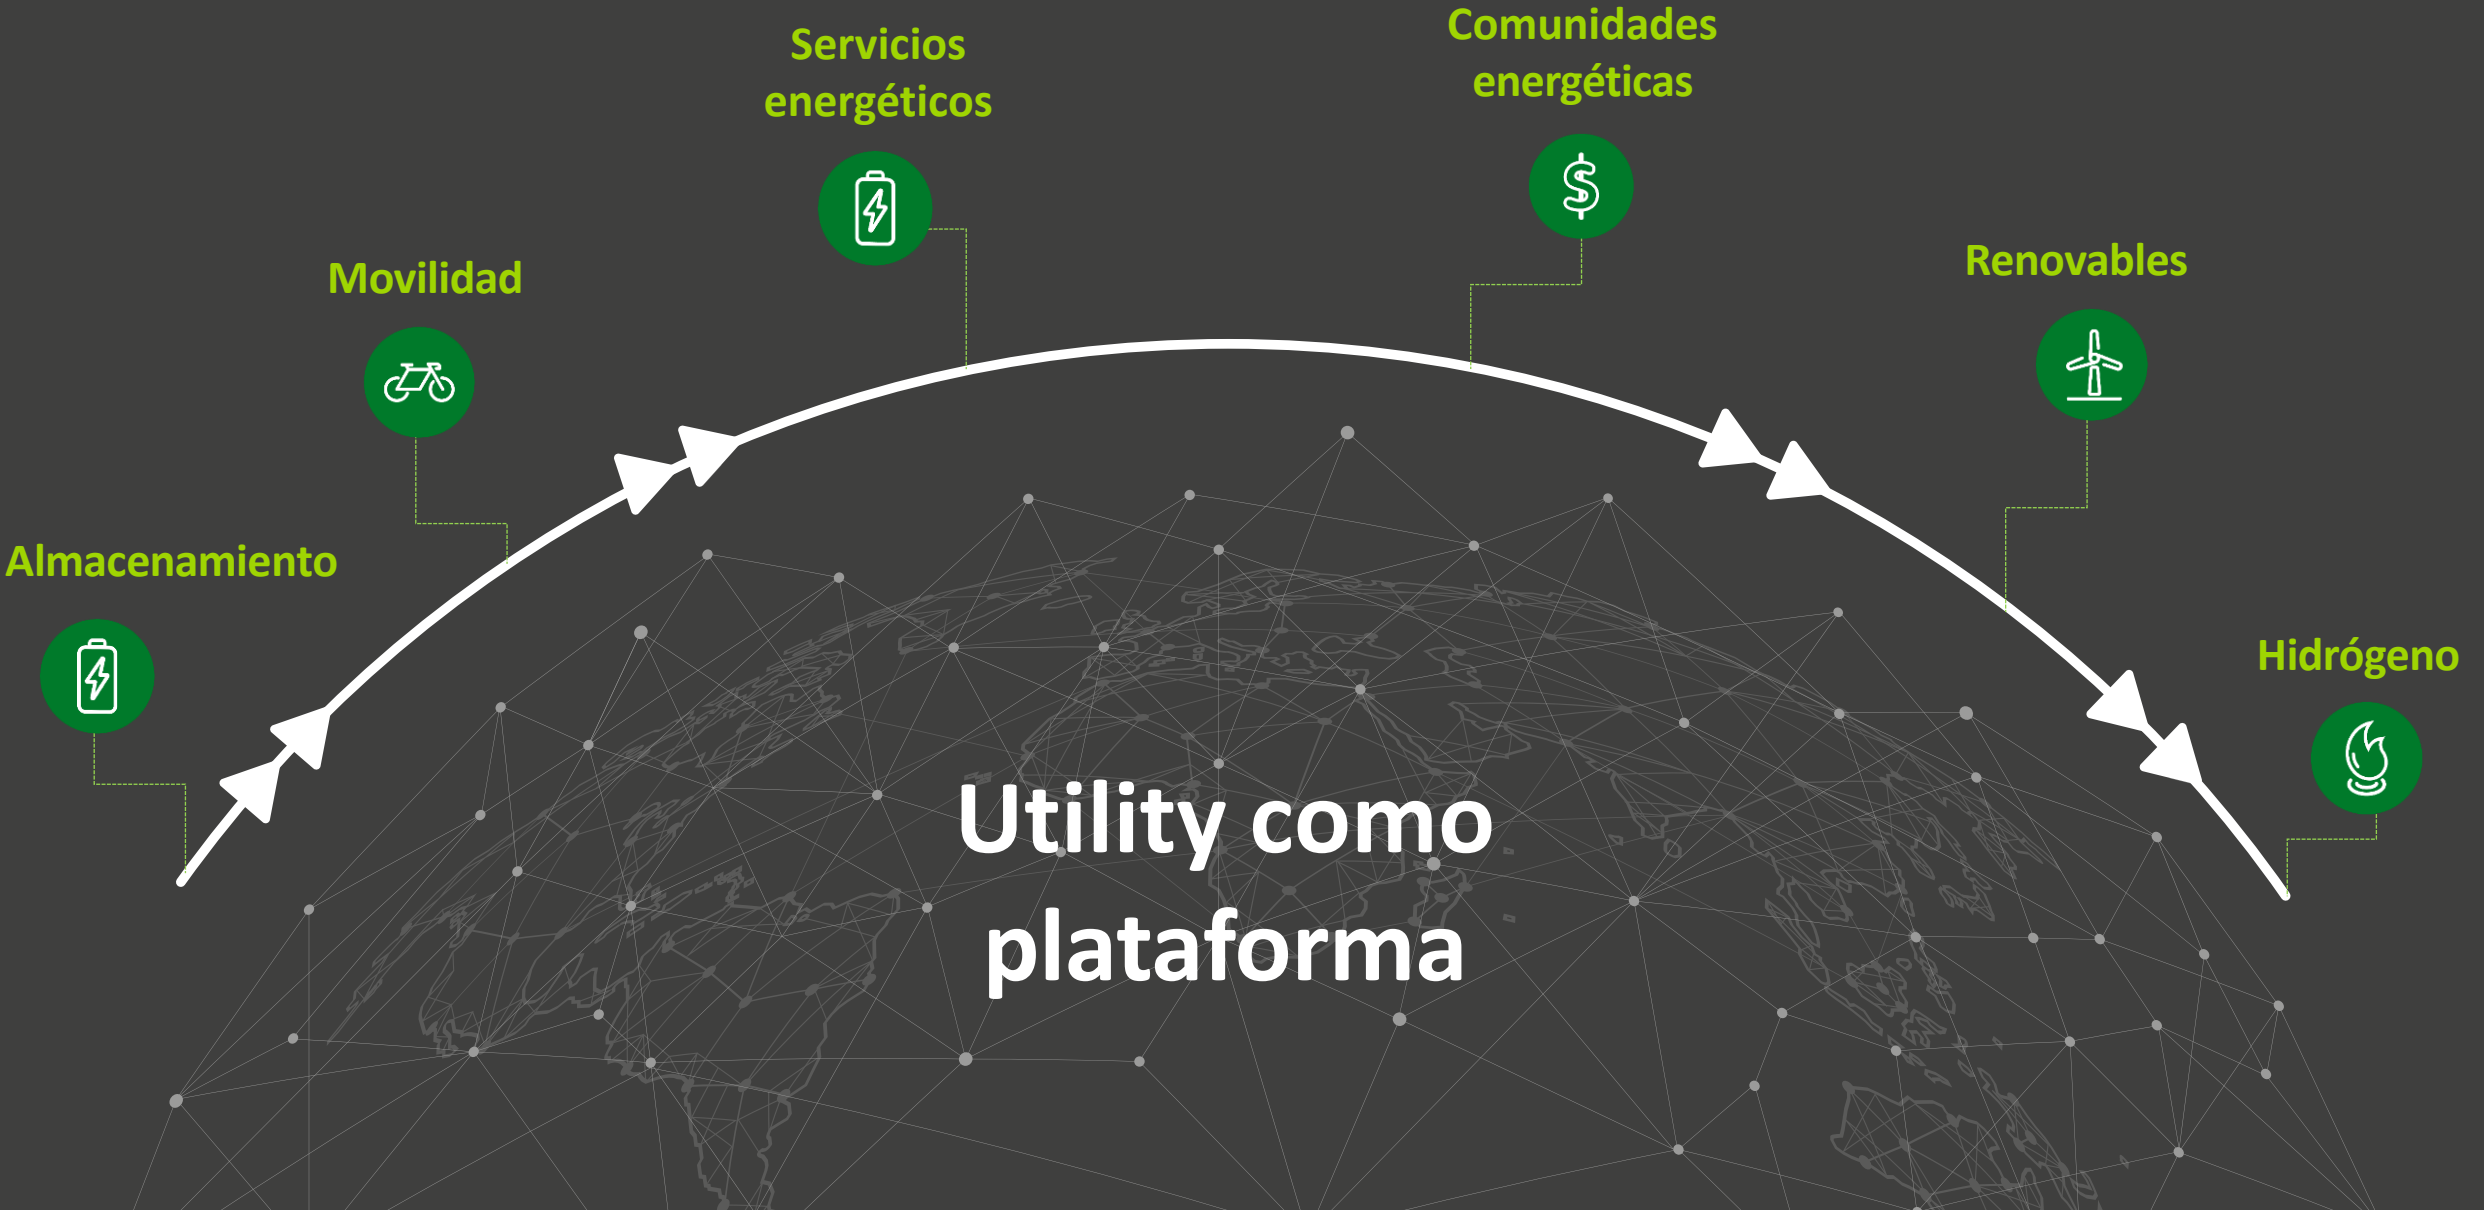 Servicios
energéticos
Comunidades
energéticas
Movilidad
Renovables
Almacenamiento
Hidrógeno
Utility como
plataforma